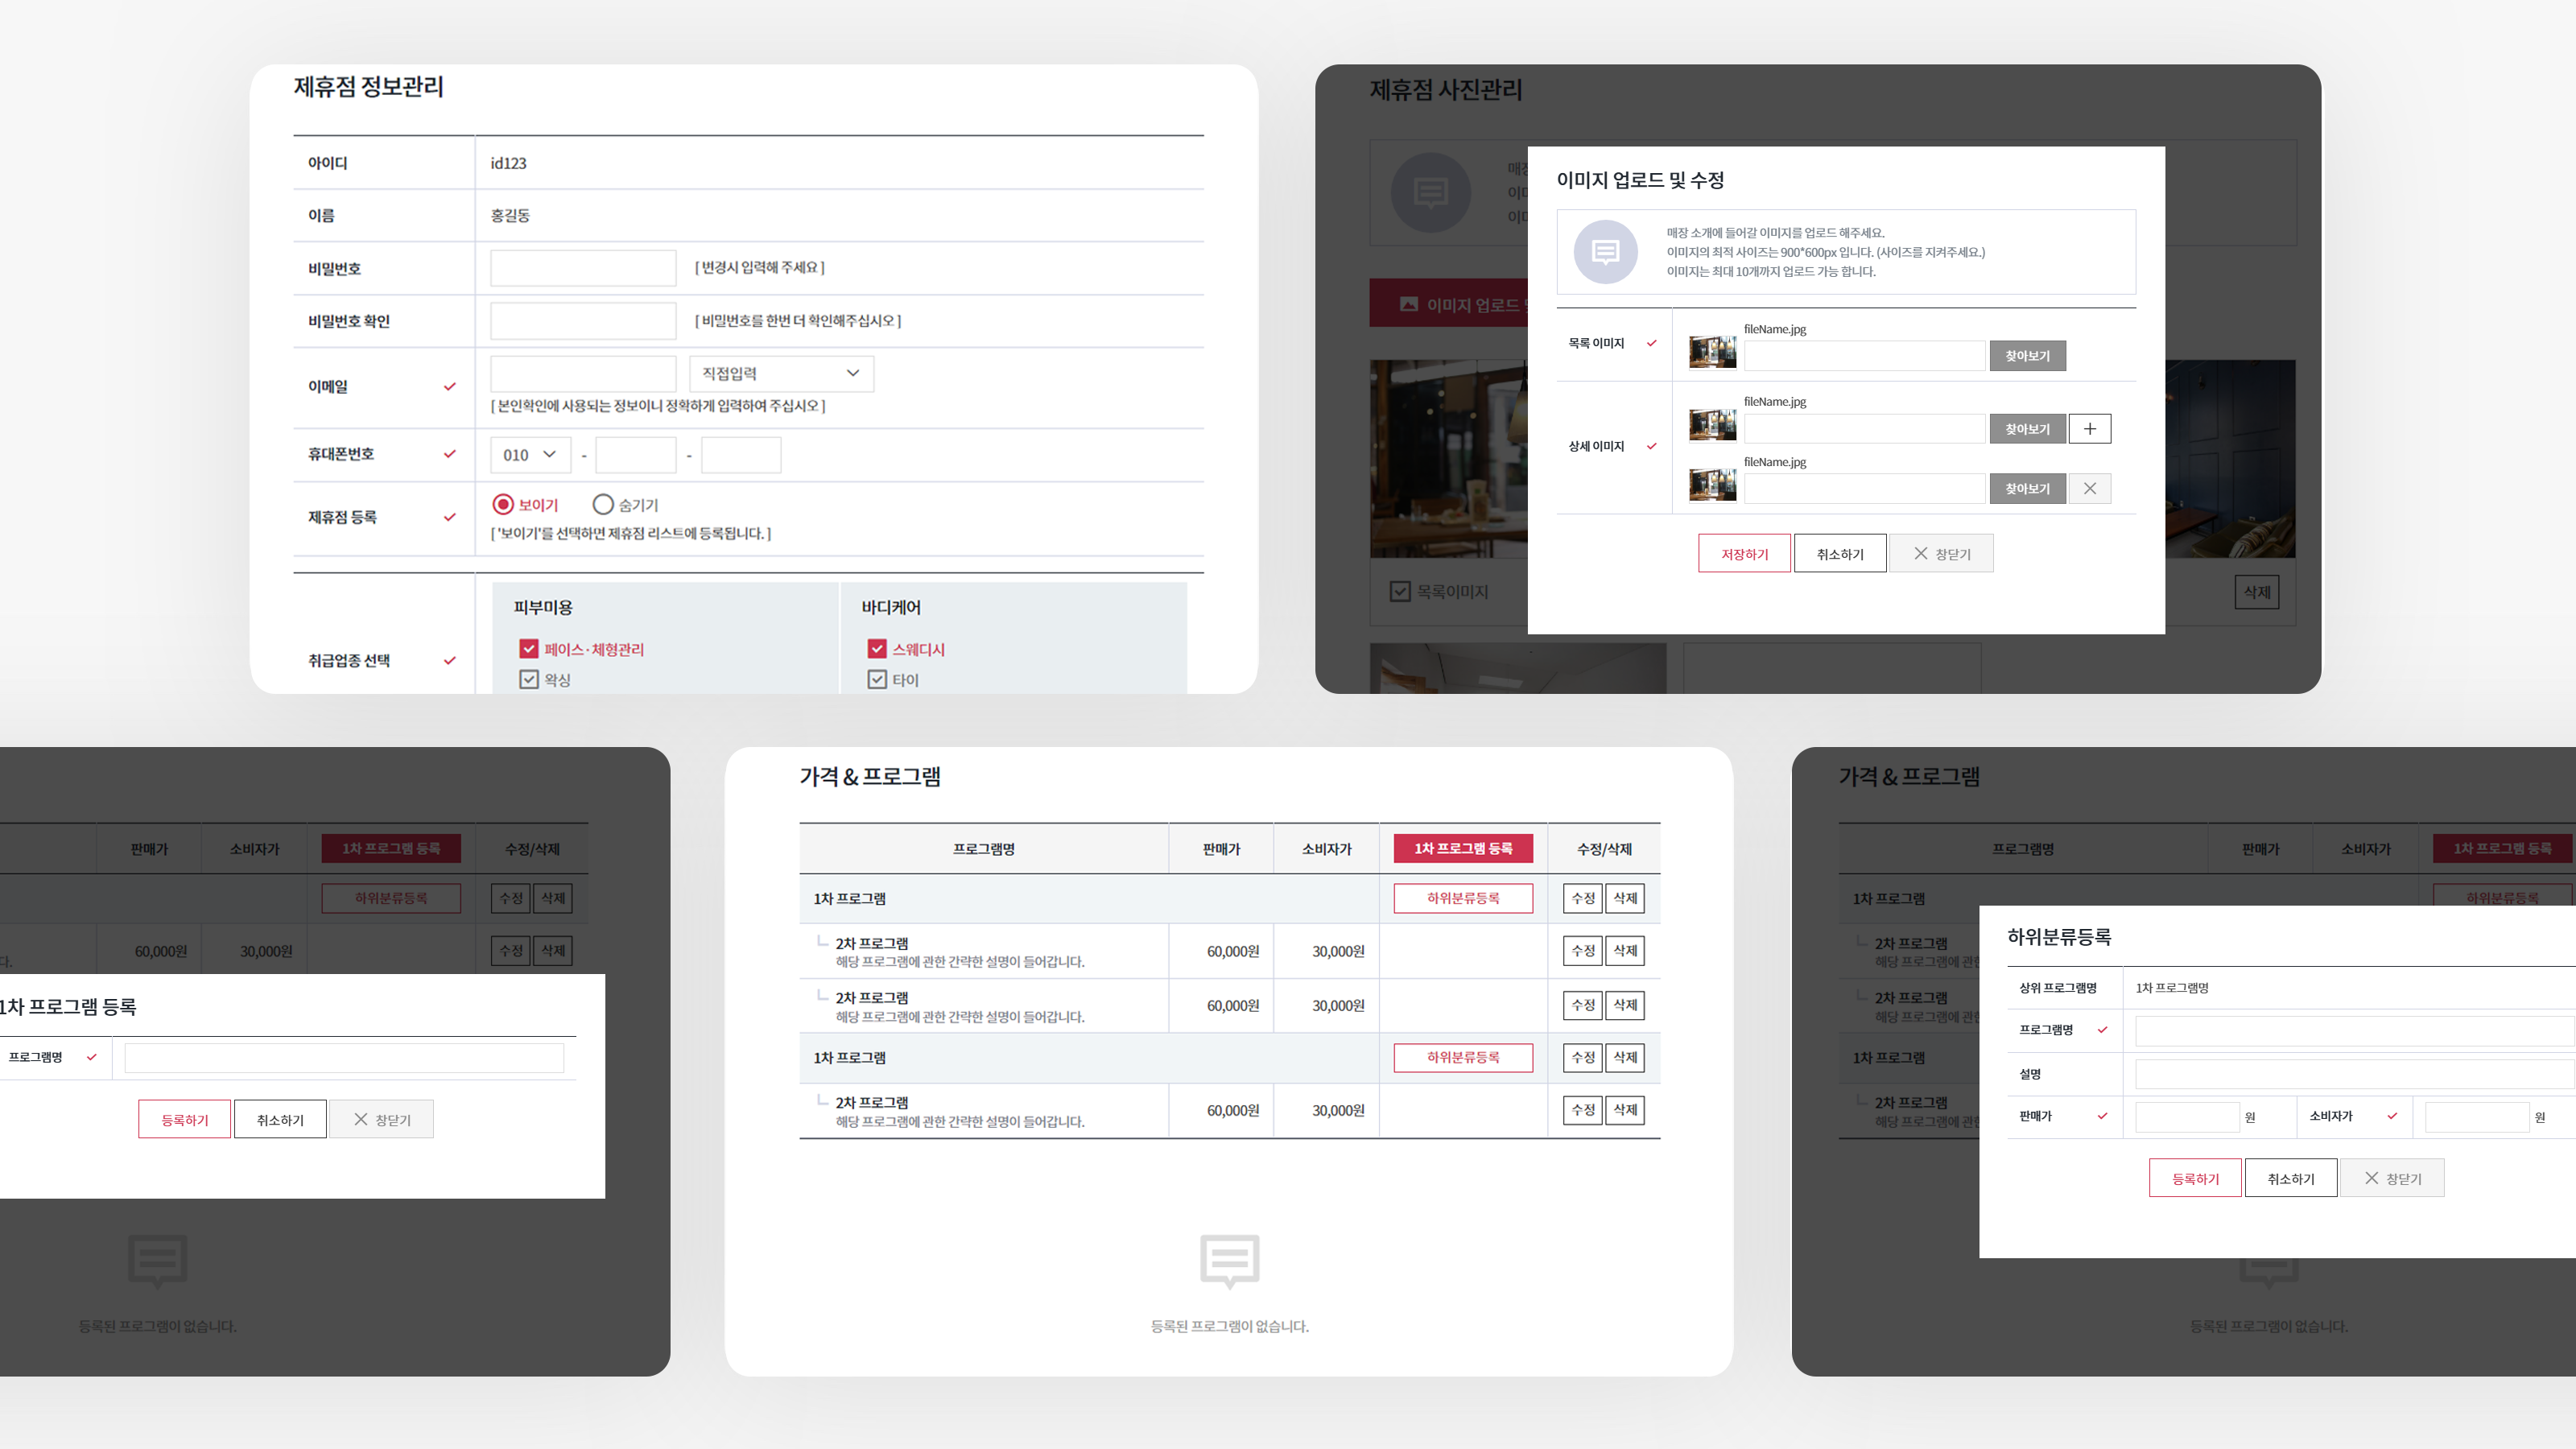 제휴점 정보관리
아이디
id123
이름
홍길동
비밀번호
[ 변경시 입력해 주세요 ]
비밀번호 확인
[ 비밀번호를 한번 더 확인해주십시오 ]
이메일
직접입력
[ 본인확인에 사용되는 정보이니 정확하게 입력하여 주십시오 ]
휴대폰번호
010 - -
제휴점 등록
보이기 숨기기
[ '보이기'를 선택하면 제휴점 리스트에 등록됩니다. ]
취급업종 선택
피부미용 바디케어
페이스·체형관리 스웨디시
왁싱 타이
제휴점 사진관리
매장
이미
이미
이미지 업로드 및
목록이미지
삭제
이미지 업로드 및 수정
매장 소개에 들어갈 이미지를 업로드 해주세요.
이미지의 최적 사이즈는 900*600px 입니다. (사이즈를 지켜주세요.)
이미지는 최대 10개까지 업로드 가능 합니다.
목록 이미지
fileName.jpg
찾아보기
상세 이미지
fileName.jpg
찾아보기
fileName.jpg
찾아보기
저장하기 취소하기 창닫기
판매가 소비자가 1차 프로그램 등록 수정/삭제
하위분류등록 수정 삭제
60,000원 30,000원 수정 삭제
다.
1차 프로그램 등록
프로그램명
등록하기 취소하기 창닫기
등록된 프로그램이 없습니다.
가격 & 프로그램
프로그램명 판매가 소비자가 1차 프로그램 등록 수정/삭제
1차 프로그램 하위분류등록 수정 삭제
2차 프로그램
해당 프로그램에 관한 간략한 설명이 들어갑니다.
60,000원 30,000원 수정 삭제
2차 프로그램
해당 프로그램에 관한 간략한 설명이 들어갑니다.
60,000원 30,000원 수정 삭제
1차 프로그램 하위분류등록 수정 삭제
2차 프로그램
해당 프로그램에 관한 간략한 설명이 들어갑니다.
60,000원 30,000원 수정 삭제
등록된 프로그램이 없습니다.
가격 & 프로그램
프로그램명 판매가 소비자가 1차 프로그램 등록
1차 프로그램 하위분류등록
2차 프로그램
해당 프로그램에 관한
2차 프로그램
해당 프로그램에 관한
1차 프로그램
2차 프로그램
해당 프로그램에 관한
하위분류등록
상위 프로그램명 1차 프로그램명
프로그램명
설명
판매가 원 소비자가 원
등록하기 취소하기 창닫기
등록된 프로그램이 없습니다.